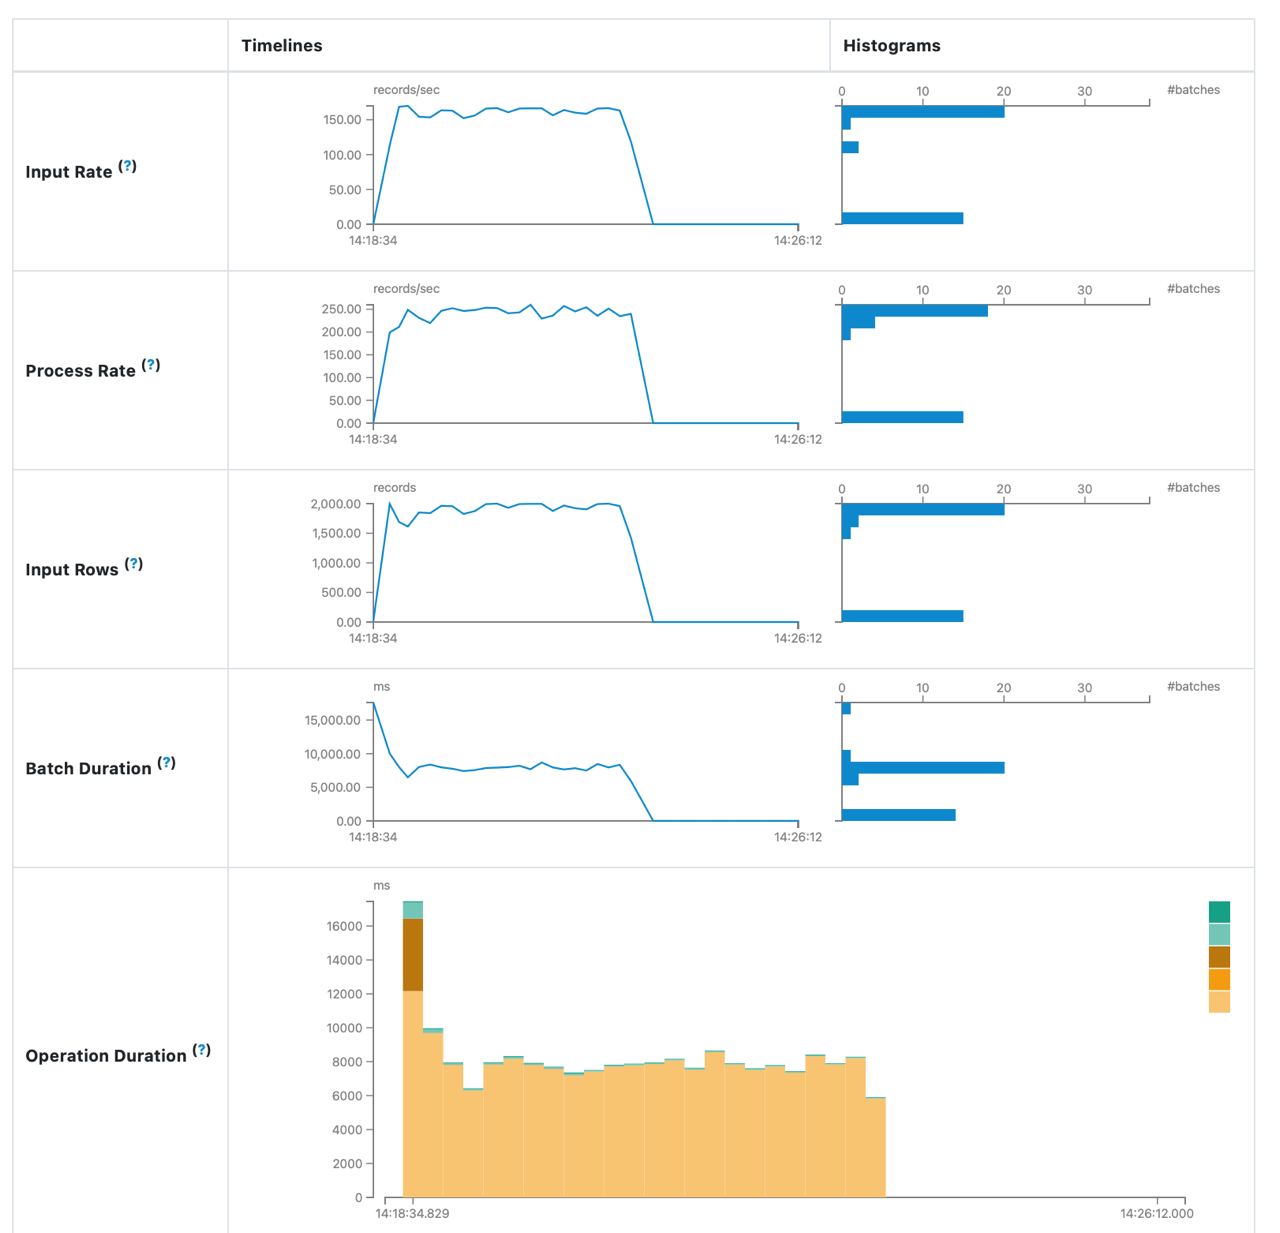 Timelines
Histograms
Input Rate (?)
records/sec
150.00
100.00
50.00
0.00
14:18:34
14:26:12
0 10 20 30 #batches
Process Rate (?)
records/sec
250.00
200.00
150.00
100.00
50.00
0.00
14:18:34
14:26:12
0 10 20 30 #batches
Input Rows (?)
records
2,000.00
1,500.00
1,000.00
500.00
0.00
14:18:34
14:26:12
0 10 20 30 #batches
Batch Duration (?)
ms
15,000.00
10,000.00
5,000.00
0.00
14:18:34
14:26:12
0 10 20 30 #batches
Operation Duration (?)
ms
16000
14000
12000
10000
8000
6000
4000
2000
0
14:18:34.829
14:26:12.000